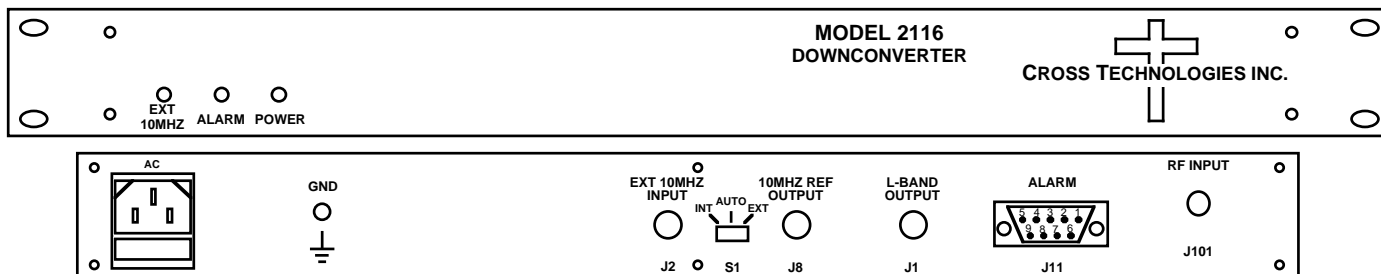 MODEL 2116
DOWNCONVERTER
CROSS TECHNOLOGIES INC.
EXT
10MHZ
ALARM
POWER
AC
GND
EXT 10MHZ
INPUT
J2
INT
AUTO
EXT
S1
10MHZ REF
OUTPUT
J8
L-BAND
OUTPUT
J1
ALARM
5 4 3 2 1
9 8 7 6
J11
RF INPUT
J101